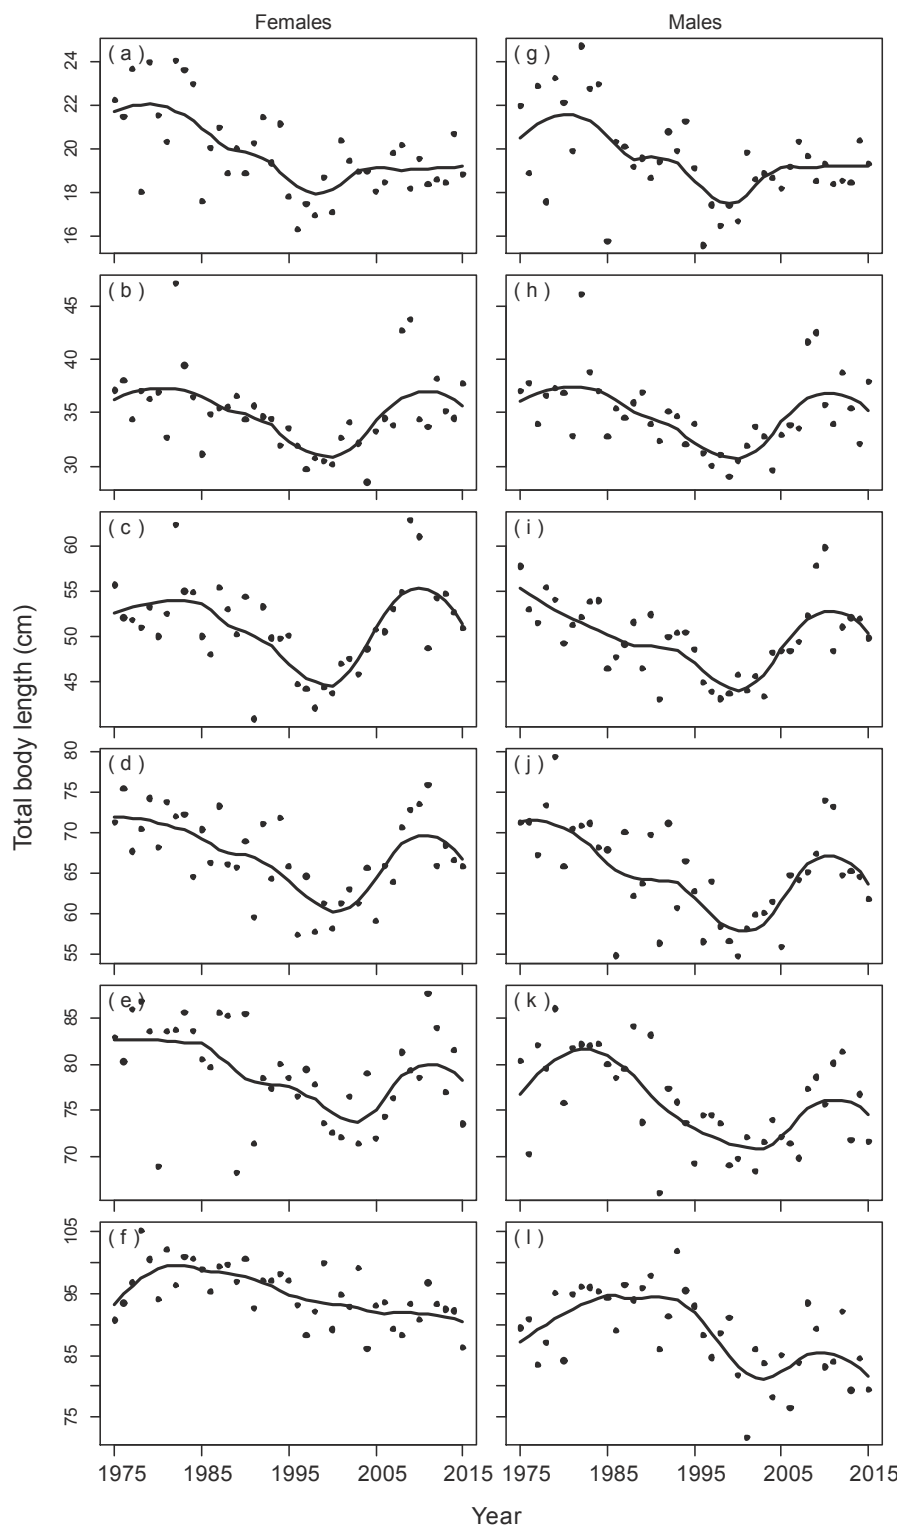 Females Males
( a ) ( g )
24
22
20
18
16
( b ) ( h )
45
40
35
30
( c ) ( i )
60
55
50
45
( d ) ( j )
80
75
70
65
60
55
( e ) ( k )
85
80
75
70
( f ) ( l )
105
95
85
75
Total body length (cm)
1975 1985 1995 2005 2015 1975 1985 1995 2005 2015
Year